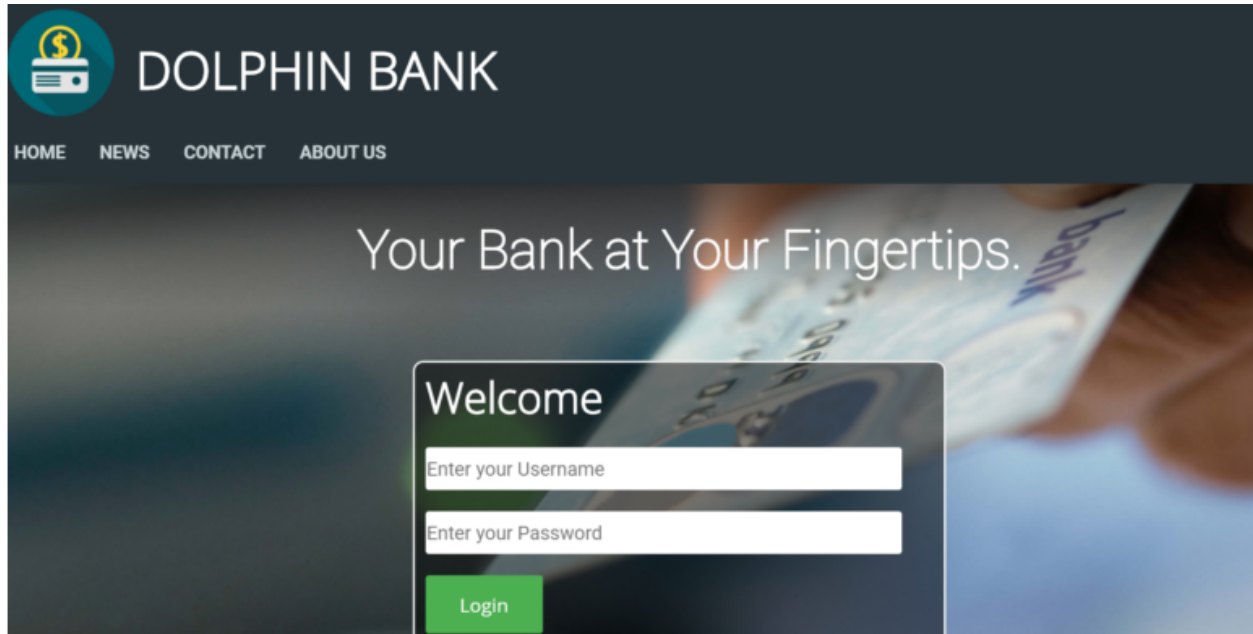 DOLPHIN BANK
HOME NEWS CONTACT ABOUT US
Your Bank at Your Fingertips.
bank
Welcome
Enter your Username
Enter your Password
Login